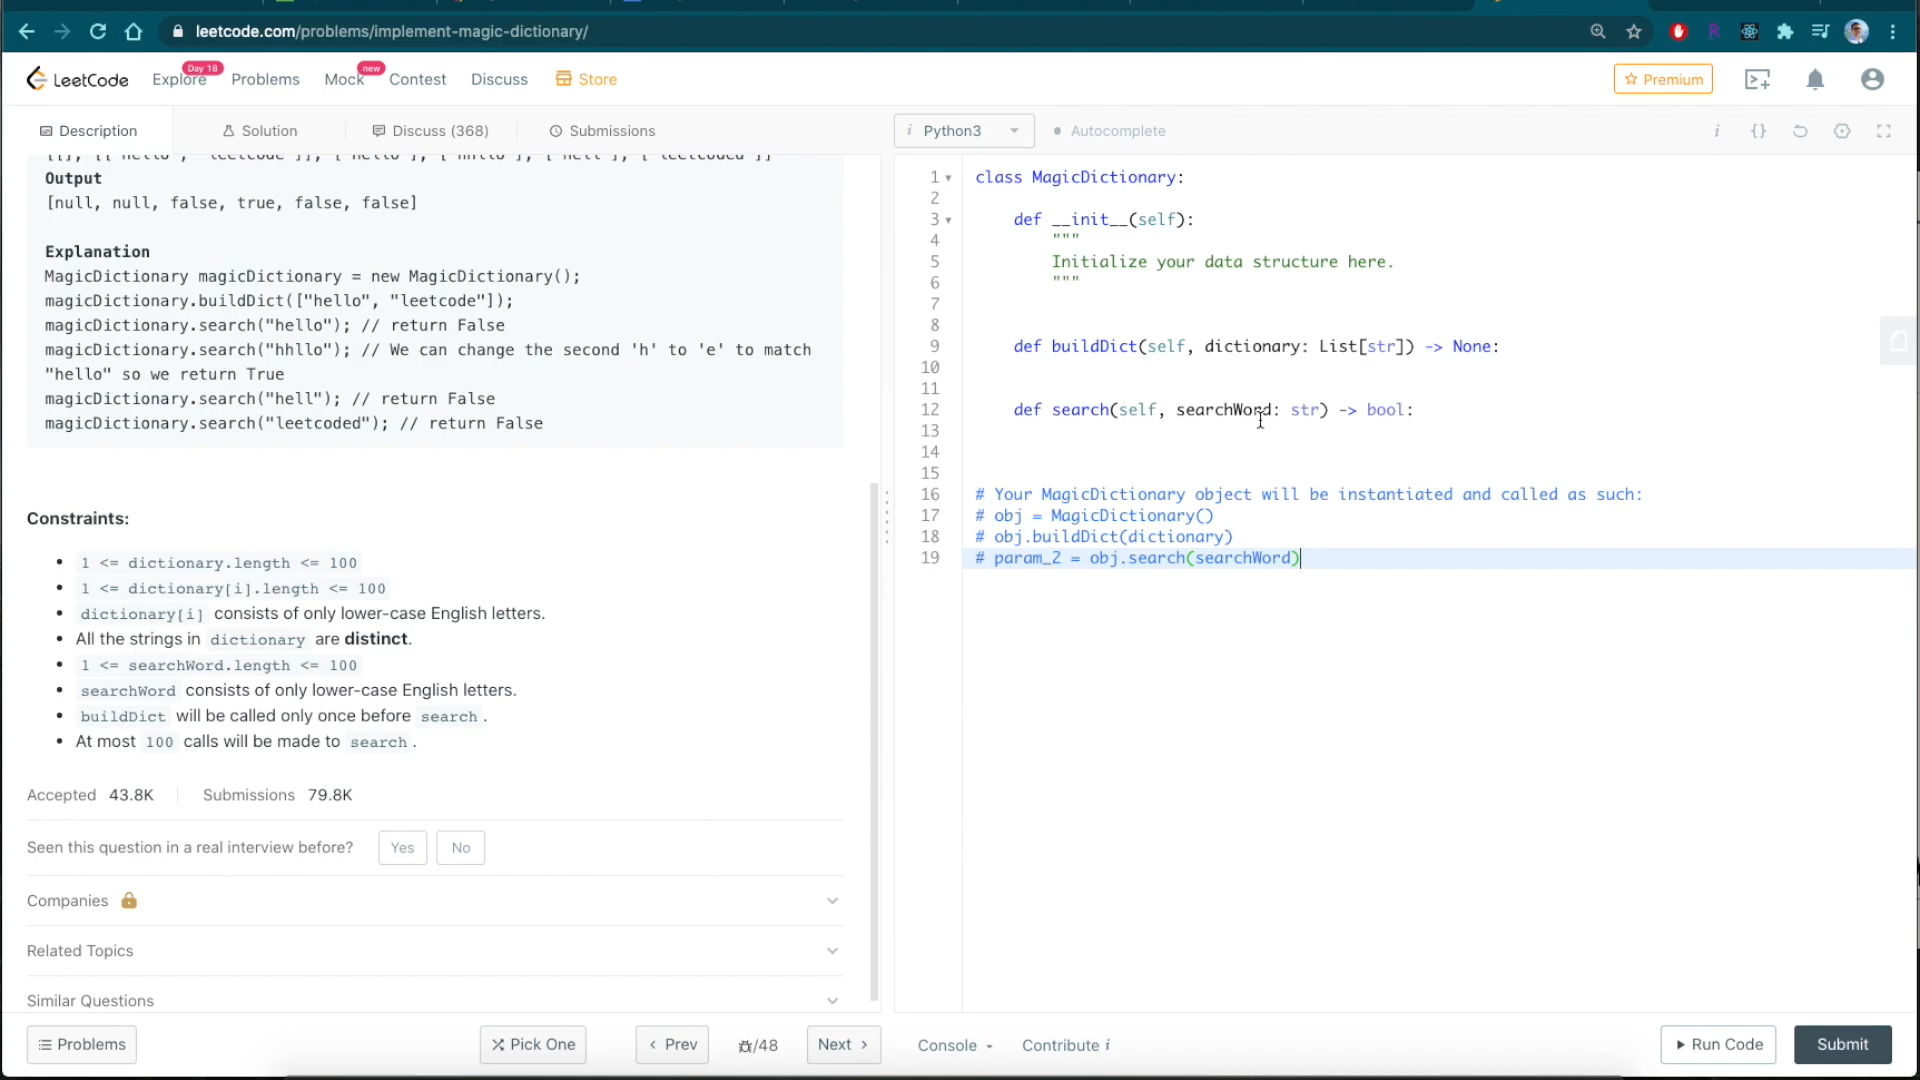 leetcode.com/problems/implement-magic-dictionary/
LeetCode
Explore
Day 18
Problems
Mock
new
Contest
Discuss
Store
Premium
Description
Solution
Discuss (368)
Submissions
Python3
Autocomplete
Output
[null, null, false, true, false, false]
Explanation
MagicDictionary magicDictionary = new MagicDictionary();
magicDictionary.buildDict(["hello", "leetcode"]);
magicDictionary.search("hello"); // return False
magicDictionary.search("hhllo"); // We can change the second 'h' to 'e' to match
"hello" so we return True
magicDictionary.search("hell"); // return False
magicDictionary.search("leetcoded"); // return False
Constraints:
• 1 <= dictionary.length <= 100
• 1 <= dictionary[i].length <= 100
• dictionary[i] consists of only lower-case English letters.
• All the strings in dictionary are distinct.
• 1 <= searchWord.length <= 100
• searchWord consists of only lower-case English letters.
• buildDict will be called only once before search.
• At most 100 calls will be made to search.
Accepted 43.8K Submissions 79.8K
Seen this question in a real interview before? Yes No
Companies
Related Topics
Similar Questions
1 class MagicDictionary:
2
3 def __init__(self):
4 """
5 Initialize your data structure here.
6 """
7
8
9 def buildDict(self, dictionary: List[str]) -> None:
10
11
12 def search(self, searchWord: str) -> bool:
13
14
15
16 # Your MagicDictionary object will be instantiated and called as such:
17 # obj = MagicDictionary()
18 # obj.buildDict(dictionary)
19 # param_2 = obj.search(searchWord)
Problems
Pick One
Prev
/48
Next
Console
Contribute i
Run Code
Submit